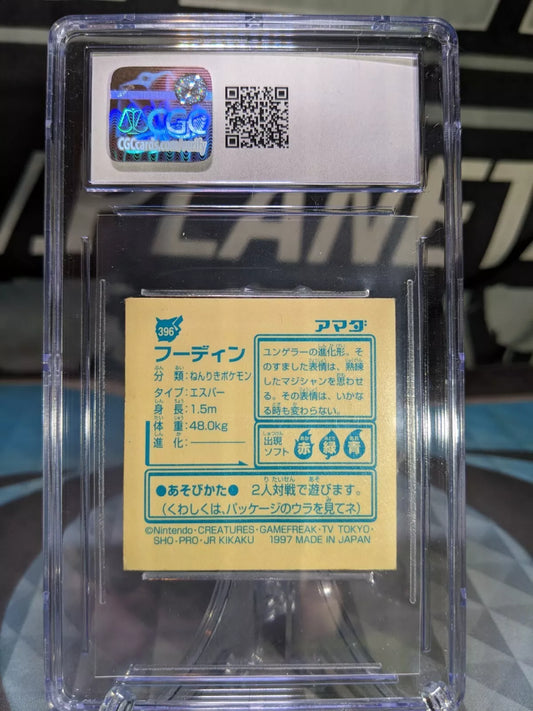 CGC
CGCcards.com/verify
PLANET
396
アマダ
フーディン
分類:ねんりきポケモン
タイプ:エスパー
身長:1.5m
体重:48.0kg
進化:————
ユンゲラーの進化形、そ
のすました表情は、熟練
したマジシャンを思わせ
る。その表情は、いかな
る時も変わらない。
出現
ソフト
赤 緑 青
●あそびかた● 2人対戦で遊びます。
(くわしくは、パッケージのウラを見てネ)
©Nintendo·CREATURES·GAMEFREAK·TV TOKYO·
SHO-PRO·JR KIKAKU 1997 MADE IN JAPAN